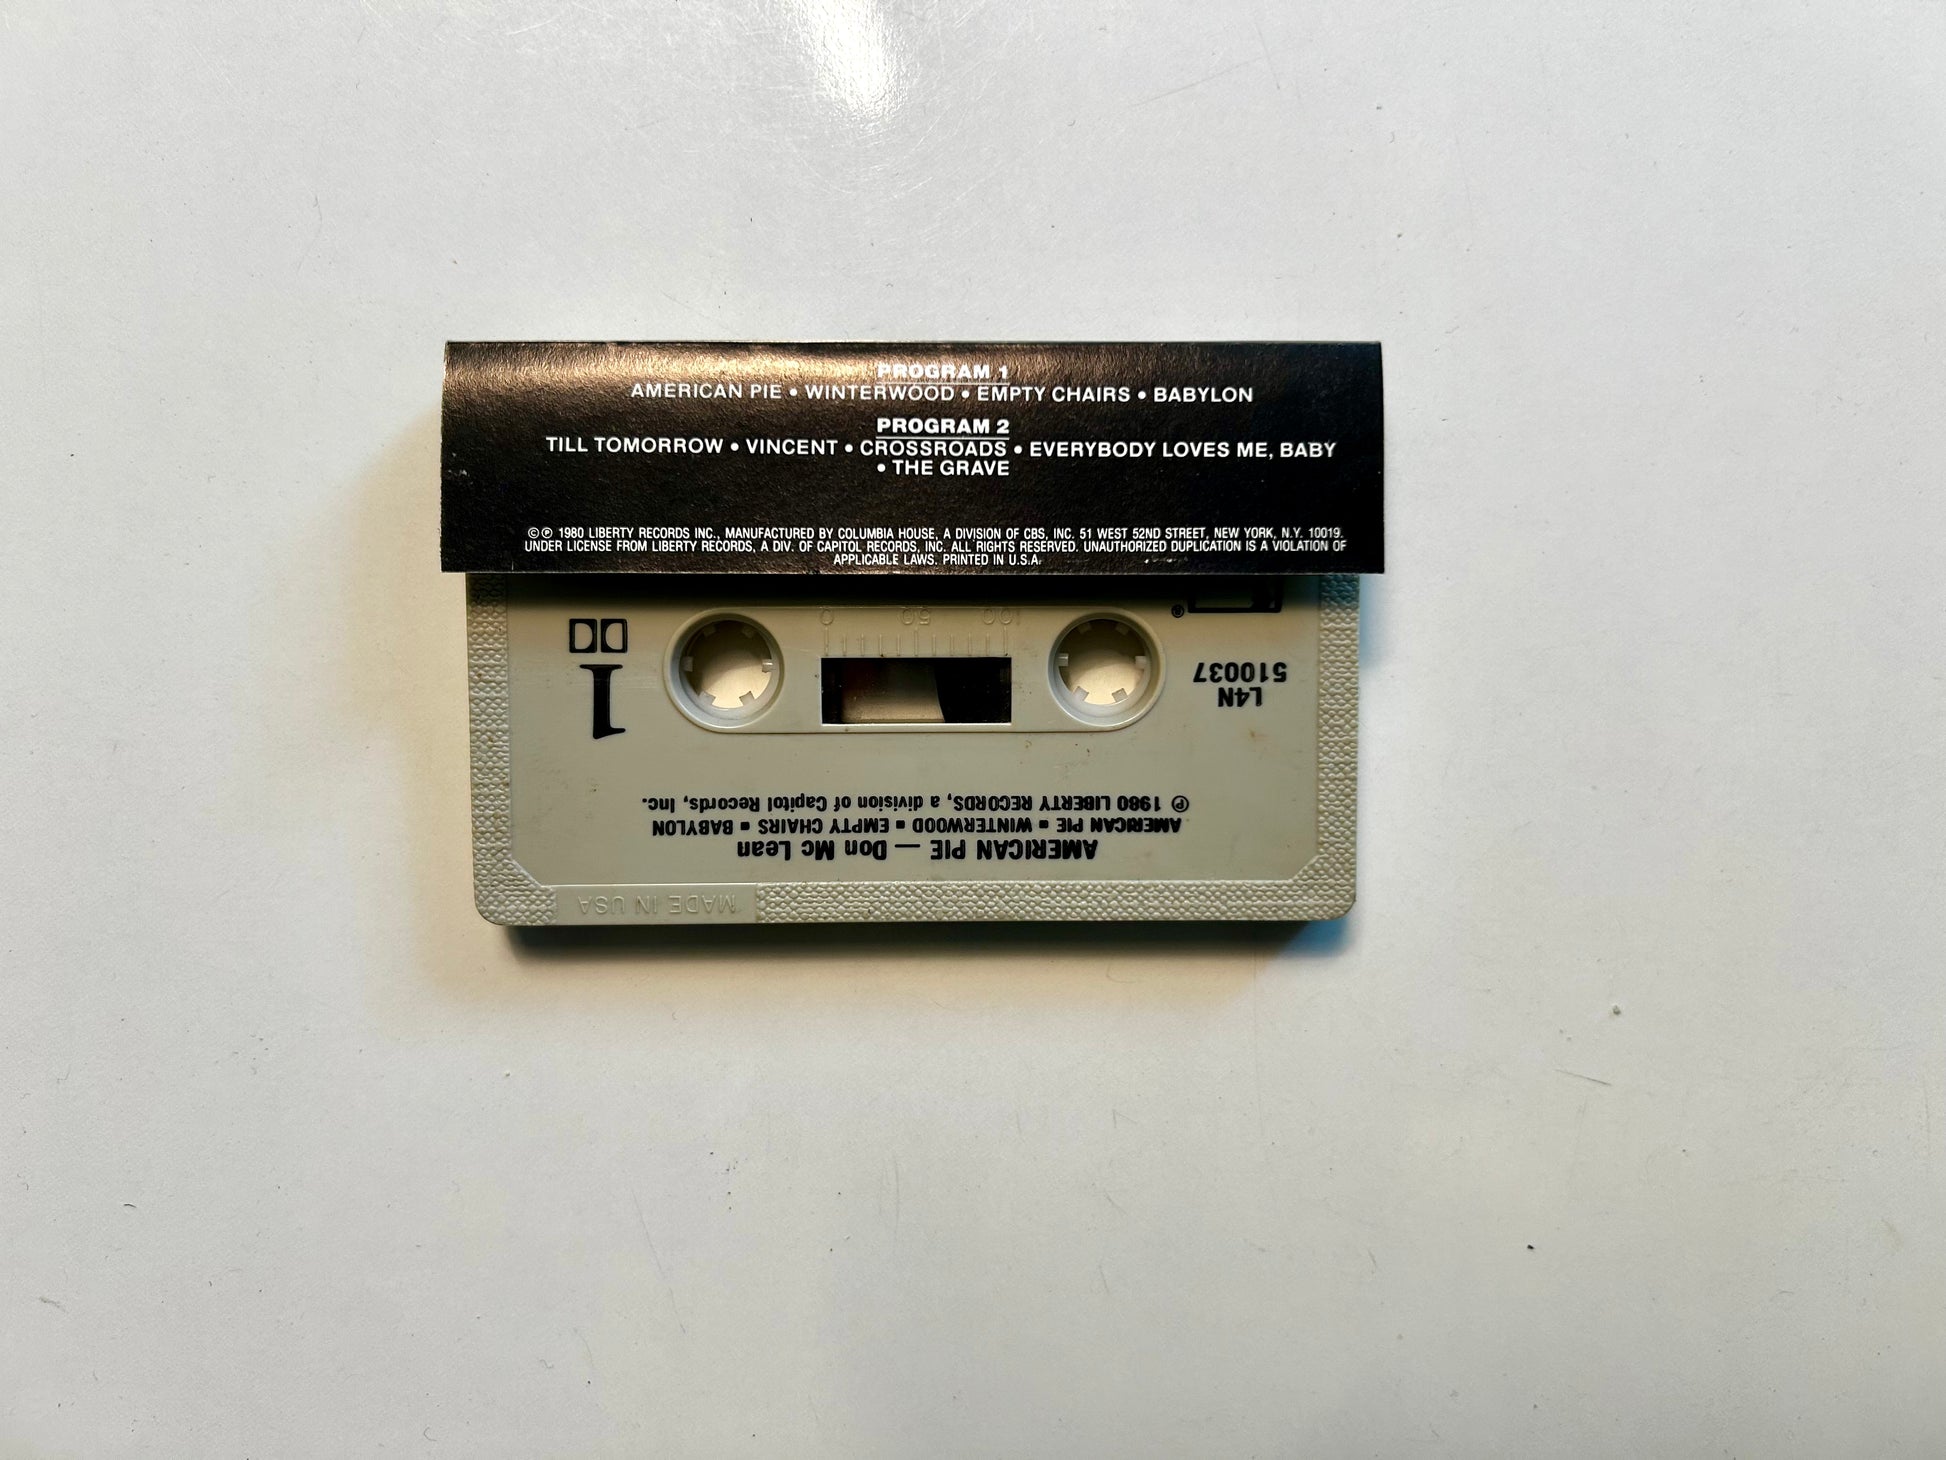 PROGRAM 1
AMERICAN PIE • WINTERWOOD • EMPTY CHAIRS • BABYLON
PROGRAM 2
TILL TOMORROW • VINCENT • CROSSROADS • EVERYBODY LOVES ME, BABY
• THE GRAVE
©℗ 1980 LIBERTY RECORDS INC., MANUFACTURED BY COLUMBIA HOUSE, A DIVISION OF CBS, INC. 51 WEST 52ND STREET, NEW YORK, N.Y. 10019.
UNDER LICENSE FROM LIBERTY RECORDS, A DIV. OF CAPITOL RECORDS, INC. ALL RIGHTS RESERVED. UNAUTHORIZED DUPLICATION IS A VIOLATION OF
APPLICABLE LAWS. PRINTED IN U.S.A.
MADE IN USA
AMERICAN PIE — Don Mc Lean
AMERICAN PIE ▪ WINTERWOOD ▪ EMPTY CHAIRS ▪ BABYLON
℗ 1980 LIBERTY RECORDS, a division of Capitol Records, Inc.
L4N
510037
1
100 50 0
®